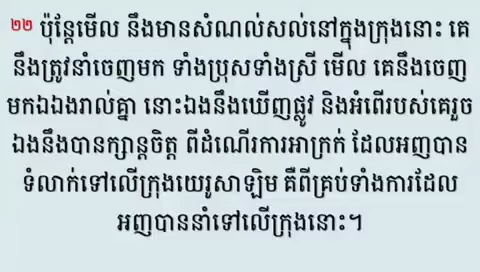 ២២ ប៉ុន្តែមើល នឹងមានសំណល់សល់នៅក្នុងក្រុងនោះ គេ
នឹងត្រូវនាំចេញមក ទាំងប្រុសទាំងស្រី មើល គេនឹងចេញ
មកឯឯងរាល់គ្នា នោះឯងនឹងឃើញផ្លូវ និងអំពើរបស់គេរួច
ឯងនឹងបានក្សាន្តចិត្ត ពីដំណើរការអាក្រក់ ដែលអញបាន
ទំលាក់ទៅលើក្រុងយេរូសាឡិម គឺពីគ្រប់ទាំងការដែល
អញបាននាំទៅលើក្រុងនោះ។